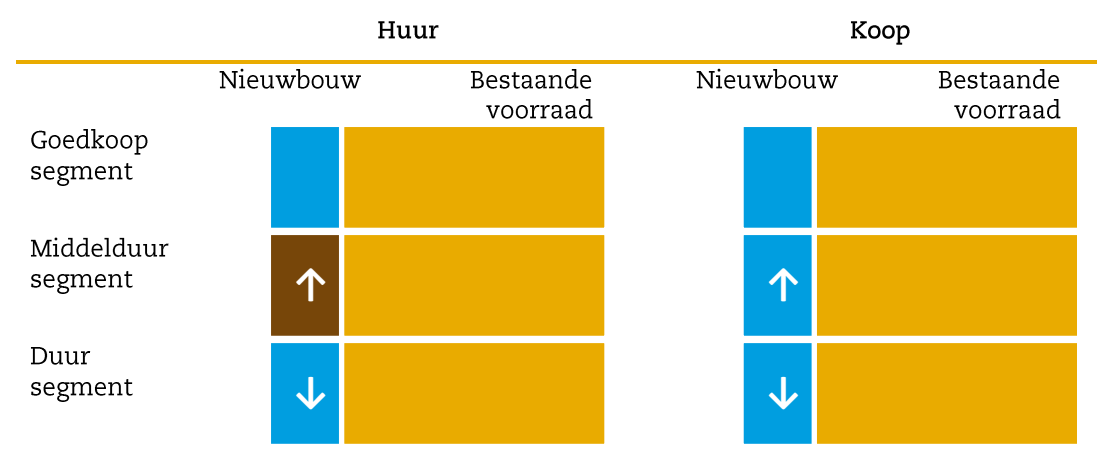 Huur
Koop
Nieuwbouw
Bestaande
voorraad
Nieuwbouw
Bestaande
voorraad
Goedkoop
segment
Middelduur
segment
Duur
segment